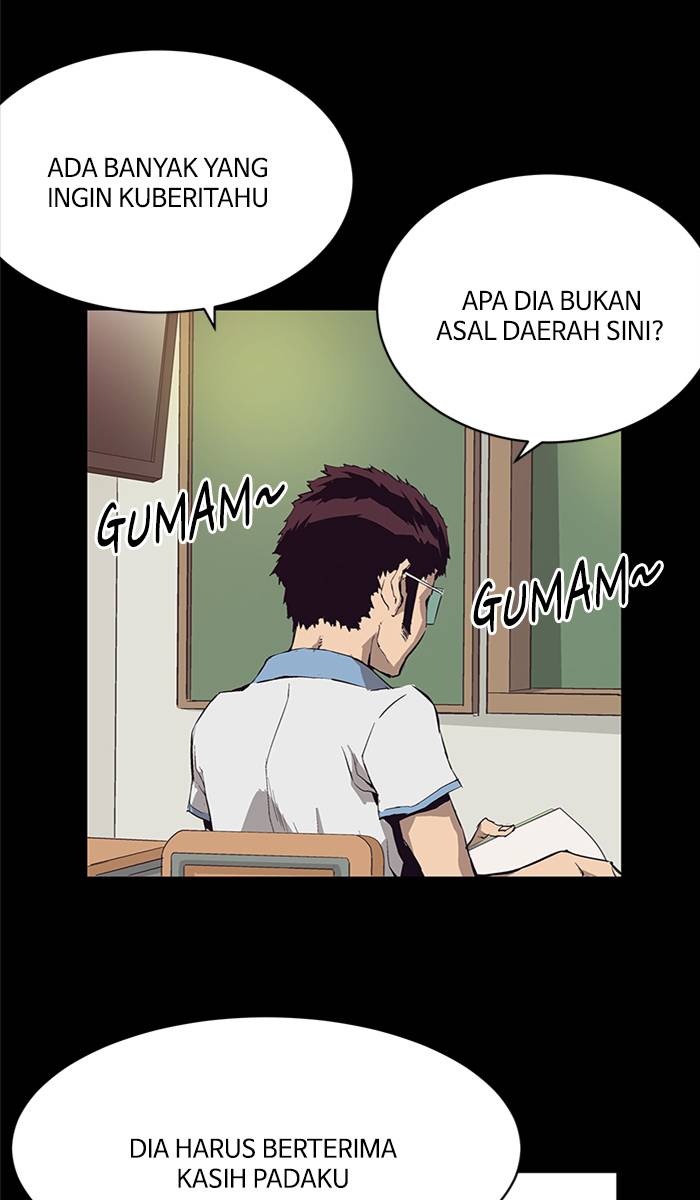 ADA BANYAK YANG
INGIN KUBERITAHU
APA DIA BUKAN
ASAL DAERAH SINI?
GUMAM~
GUMAM~
DIA HARUS BERTERIMA
KASIH PADAKU